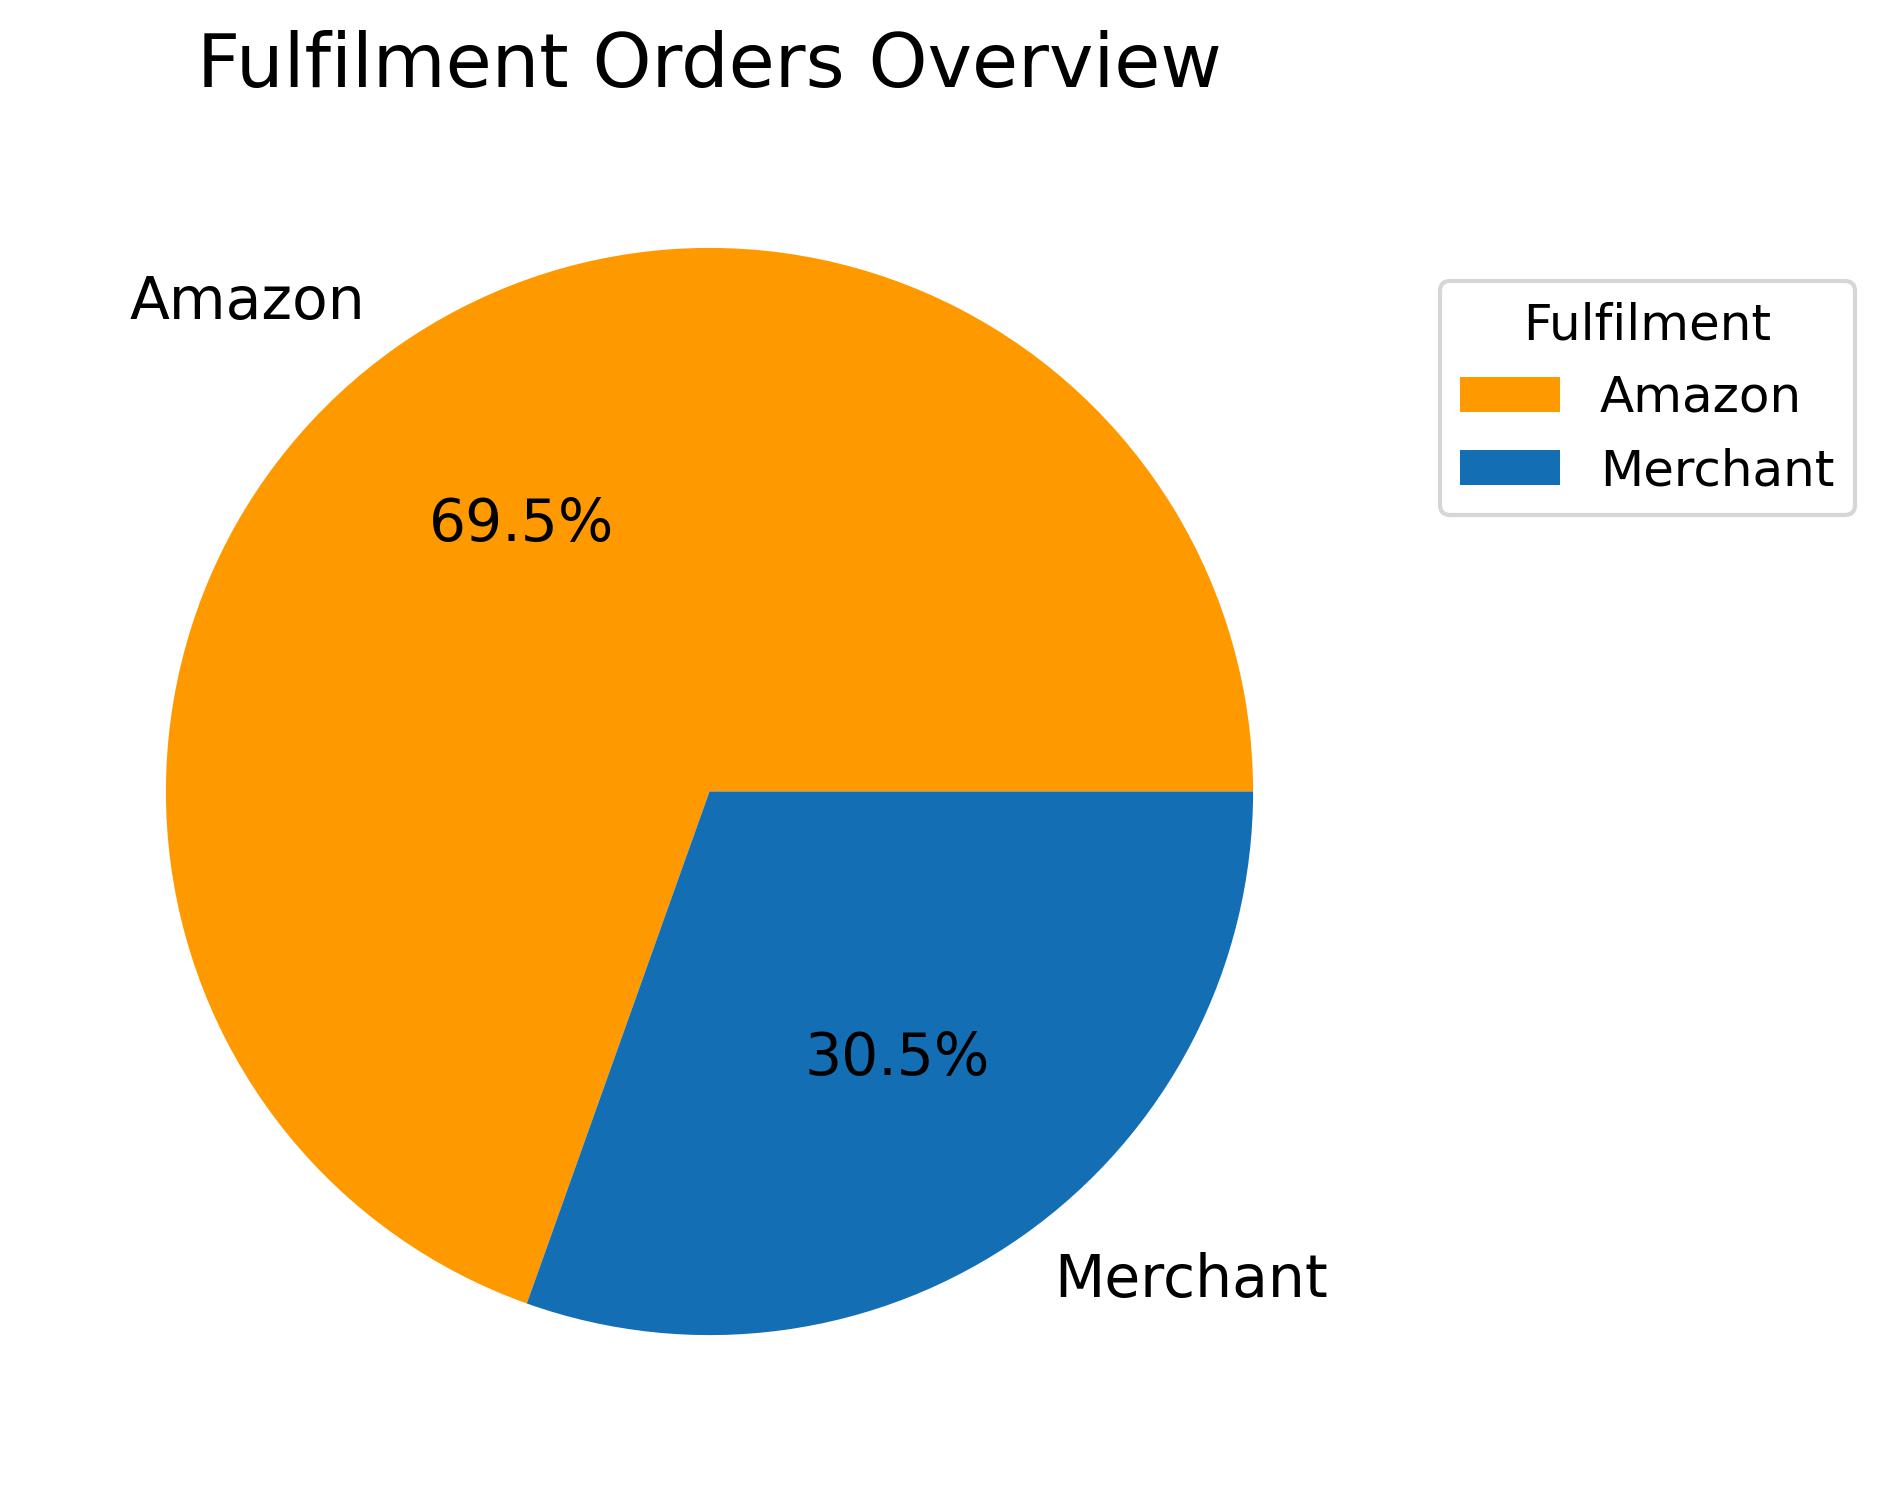 Fulfilment Orders Overview
Amazon
69.5%
30.5%
Merchant
Fulfilment
Amazon
Merchant